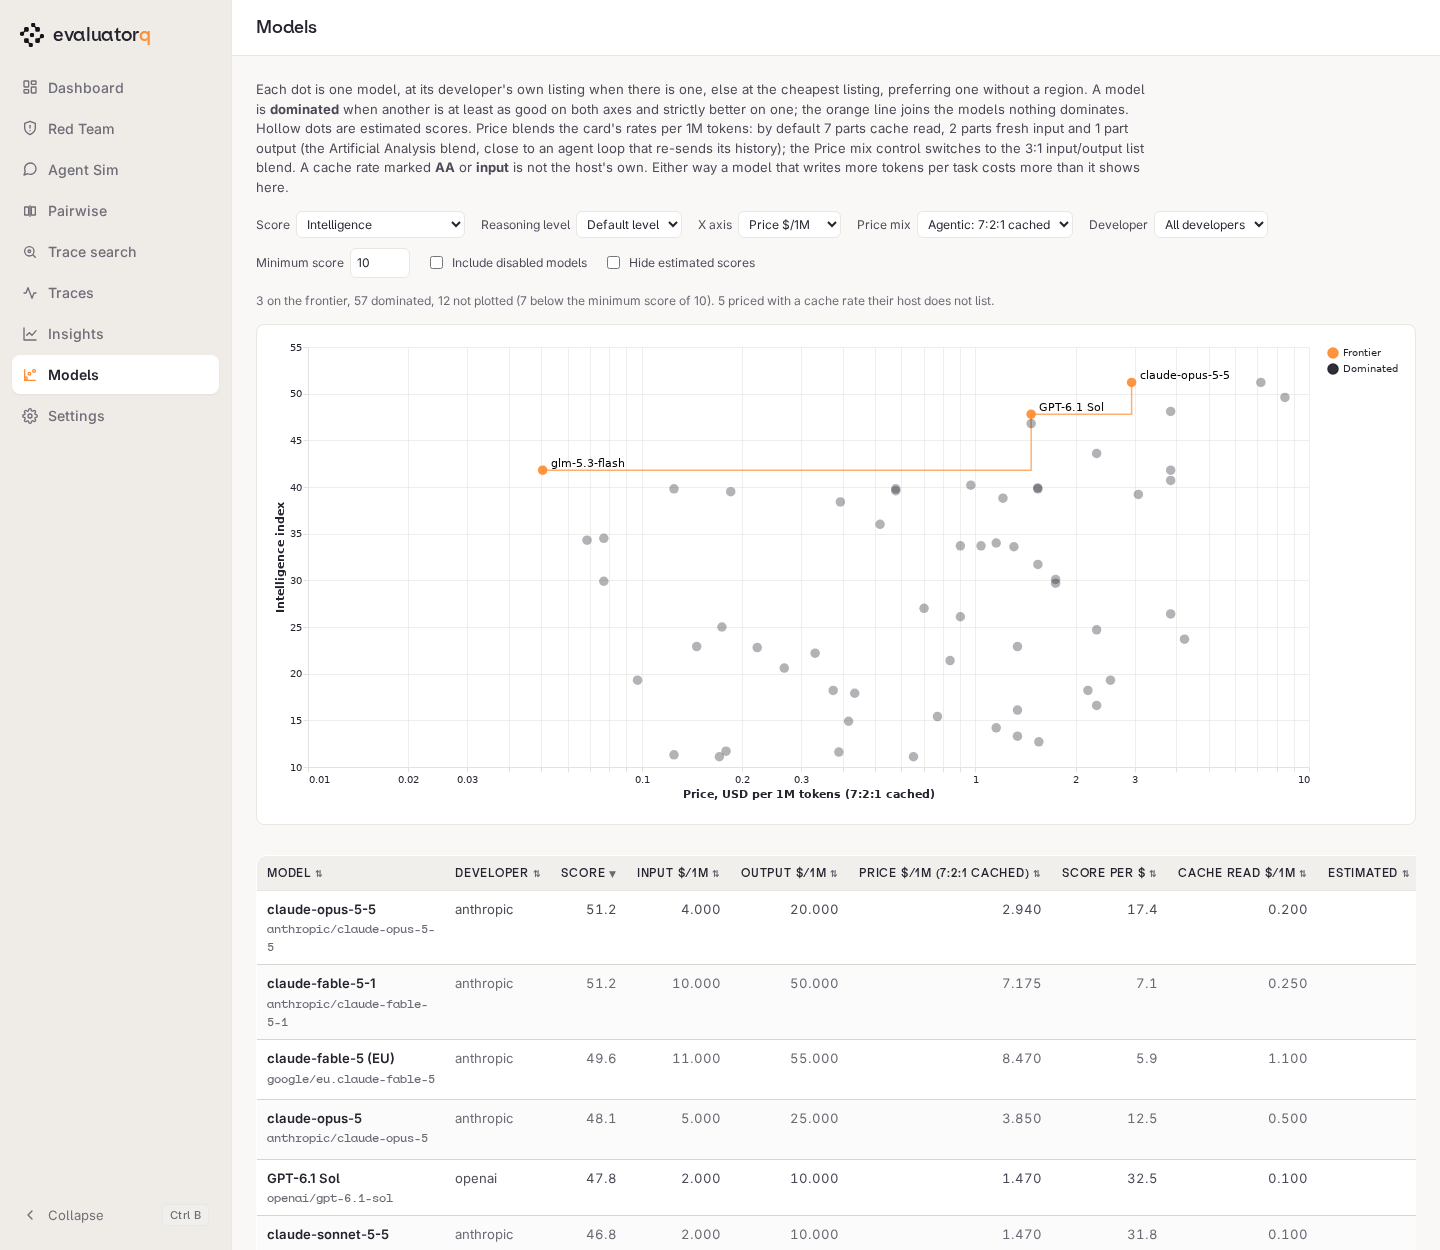 evaluatorq
Dashboard
Red Team
Agent Sim
Pairwise
Trace search
Traces
Insights
Models
Settings
Collapse
Ctrl B
Models
Each dot is one model, at its developer's own listing when there is one, else at the cheapest listing, preferring one without a region. A model
is dominated when another is at least as good on both axes and strictly better on one; the orange line joins the models nothing dominates.
Hollow dots are estimated scores. Price blends the card's rates per 1M tokens: by default 7 parts cache read, 2 parts fresh input and 1 part
output (the Artificial Analysis blend, close to an agent loop that re-sends its history); the Price mix control switches to the 3:1 input/output list
blend. A cache rate marked AA or input is not the host's own. Either way a model that writes more tokens per task costs more than it shows
here.
Score Intelligence Reasoning level Default level X axis Price $/1M Price mix Agentic: 7:2:1 cached Developer All developers
Minimum score 10 Include disabled models Hide estimated scores
3 on the frontier, 57 dominated, 12 not plotted (7 below the minimum score of 10). 5 priced with a cache rate their host does not list.
Intelligence index
55
50
45
40
35
30
25
20
15
10
claude-opus-5-5
GPT-6.1 Sol
glm-5.3-flash
Frontier
Dominated
0.01 0.02 0.03 0.1 0.2 0.3 1 2 3 10
Price, USD per 1M tokens (7:2:1 cached)
MODEL ⇅ DEVELOPER ⇅ SCORE ▼ INPUT $/1M ⇅ OUTPUT $/1M ⇅ PRICE $/1M (7:2:1 CACHED) ⇅ SCORE PER $ ⇅ CACHE READ $/1M ⇅ ESTIMATED ⇅
claude-opus-5-5 anthropic 51.2 4.000 20.000 2.940 17.4 0.200
anthropic/claude-opus-5-
5
claude-fable-5-1 anthropic 51.2 10.000 50.000 7.175 7.1 0.250
anthropic/claude-fable-
5-1
claude-fable-5 (EU) anthropic 49.6 11.000 55.000 8.470 5.9 1.100
google/eu.claude-fable-5
claude-opus-5 anthropic 48.1 5.000 25.000 3.850 12.5 0.500
anthropic/claude-opus-5
GPT-6.1 Sol openai 47.8 2.000 10.000 1.470 32.5 0.100
openai/gpt-6.1-sol
claude-sonnet-5-5 anthropic 46.8 2.000 10.000 1.470 31.8 0.100